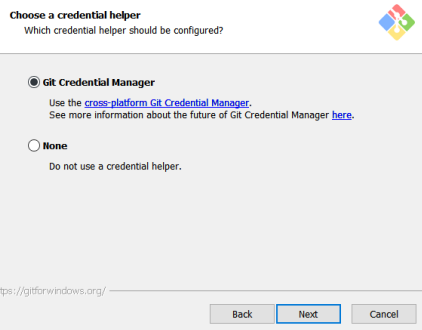 Choose a credential helper
Which credential helper should be configured?
Git Credential Manager
Use the cross-platform Git Credential Manager.
See more information about the future of Git Credential Manager here.
None
Do not use a credential helper.
tps://gitforwindows.org/
Back
Next
Cancel